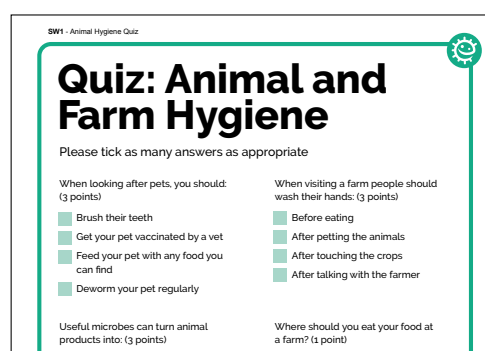 SW1 - Animal Hygiene Quiz
Quiz: Animal and
Farm Hygiene
Please tick as many answers as appropriate
When looking after pets, you should:
(3 points)
Brush their teeth
Get your pet vaccinated by a vet
Feed your pet with any food you
can find
Deworm your pet regularly
When visiting a farm people should
wash their hands: (3 points)
Before eating
After petting the animals
After touching the crops
After talking with the farmer
Useful microbes can turn animal
products into: (3 points)
Where should you eat your food at
a farm? (1 point)